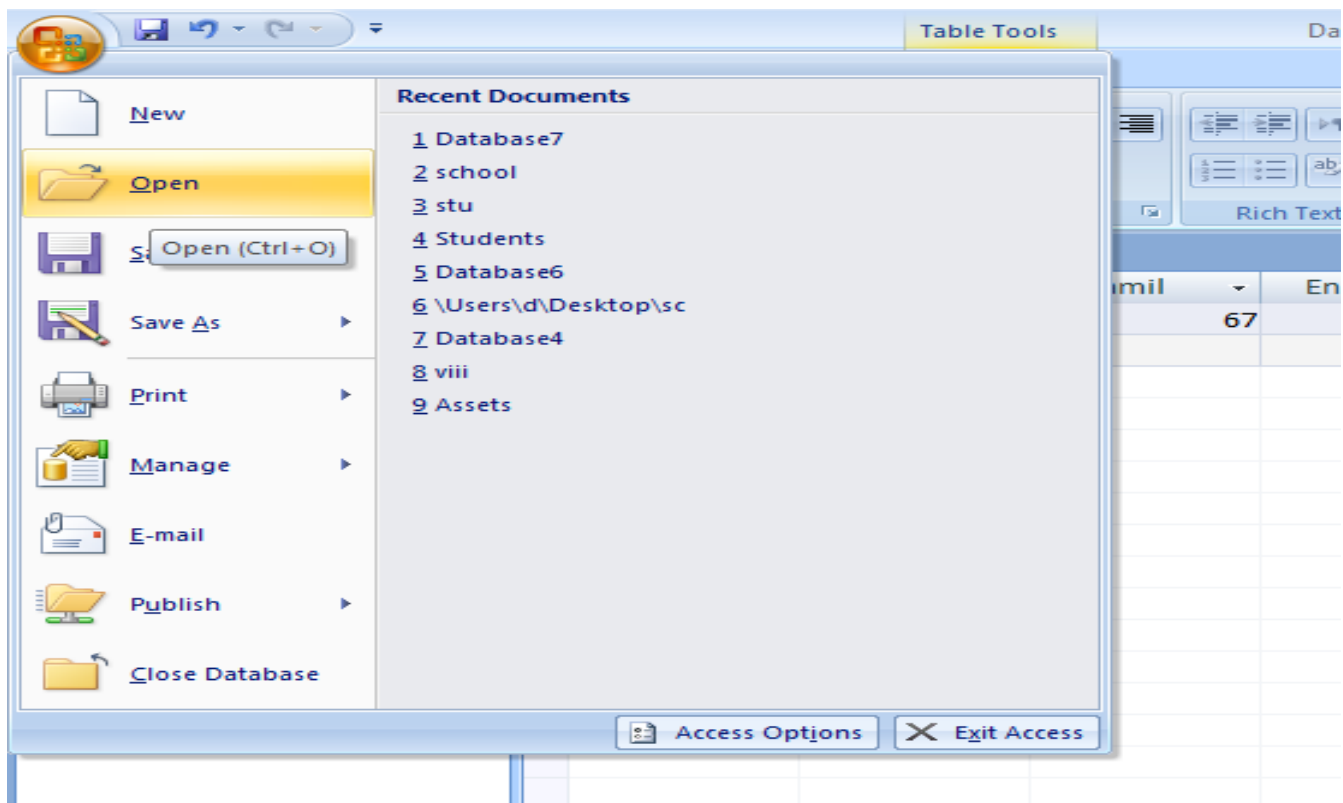 Table Tools
Da
New
Open
Open (Ctrl+O)
Save As
Print
Manage
E-mail
Publish
Close Database
Recent Documents
1 Database7
2 school
3 stu
4 Students
5 Database6
6 \Users\d\Desktop\sc
7 Database4
8 viii
9 Assets
Access Options
Exit Access
Rich Text
mil
En
67